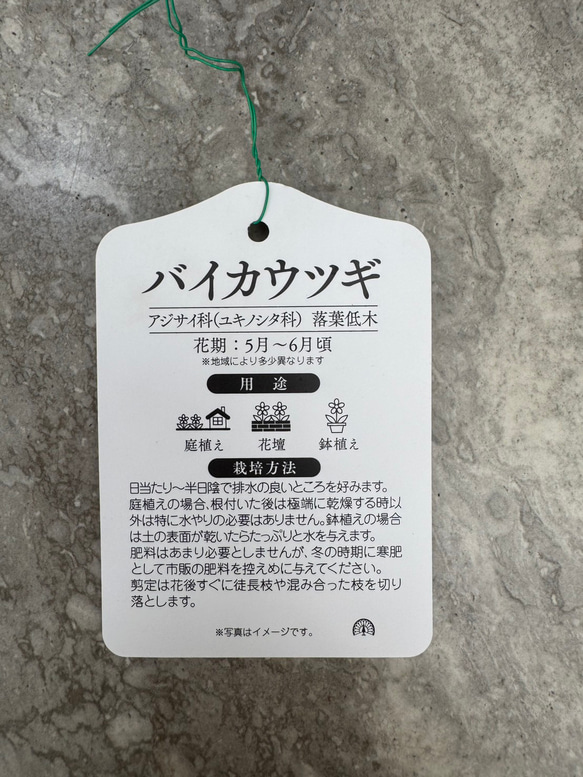 バイカウツギ
アジサイ科(ユキノシタ科) 落葉低木
花期:5月〜6月頃
※地域により多少異なります
用 途
庭植え 花壇 鉢植え
栽培方法
日当たり〜半日陰で排水の良いところを好みます。
庭植えの場合、根付いた後は極端に乾燥する時以
外は特に水やりの必要はありません。鉢植えの場合
は土の表面が乾いたらたっぷりと水を与えます。
肥料はあまり必要としませんが、冬の時期に寒肥
として市販の肥料を控えめに与えてください。
剪定は花後すぐに徒長枝や混み合った枝を切り
落とします。
※写真はイメージです。